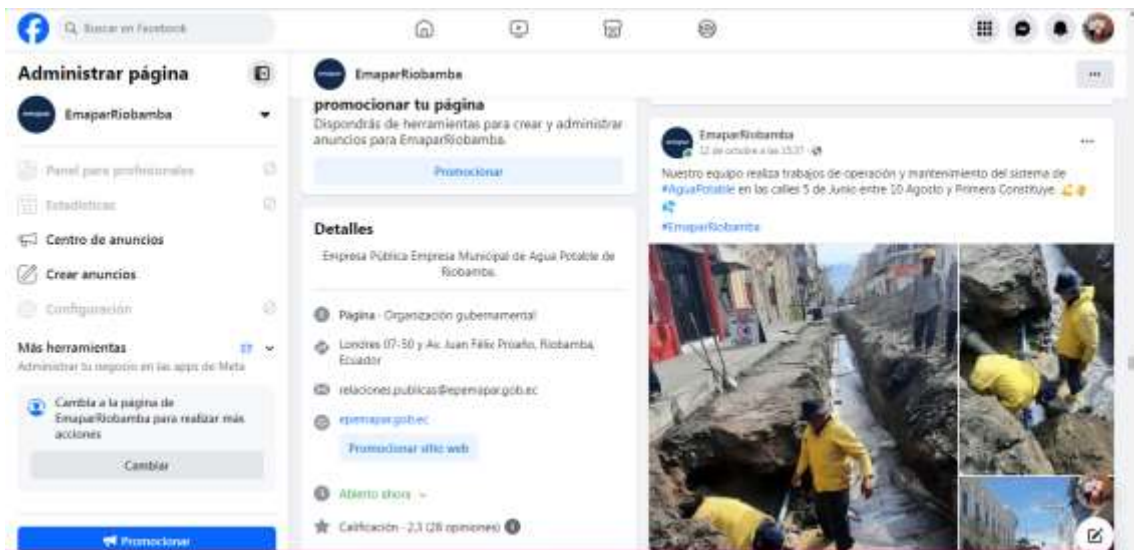 Buscar en Facebook
Administrar página
EmaparRiobamba
Panel para profesionales
Estadísticas
Centro de anuncios
Crear anuncios
Configuración
Más herramientas
Administrar tu negocio en las apps de Meta
Cambia a la página de
EmaparRiobamba para realizar más
acciones
Cambiar
Promocionar
EmaparRiobamba
promocionar tu página
Dispondrás de herramientas para crear y administrar
anuncios para EmaparRiobamba.
Promocionar
Detalles
Empresa Pública Empresa Municipal de Agua Potable de
Riobamba.
Página · Organización gubernamental
Londres 07-50 y Av. Juan Félix Proaño, Riobamba,
Ecuador
relaciones.publicas@epemapar.gob.ec
epemapar.gob.ec
Promocionar sitio web
Abierto ahora
Calificación · 2,3 (28 opiniones)
EmaparRiobamba
12 de octubre a las 15:37 ·
Nuestro equipo realiza trabajos de operación y mantenimiento del sistema de
#AguaPotable en las calles 5 de Junio entre 10 Agosto y Primera Constituye.
#EmaparRiobamba